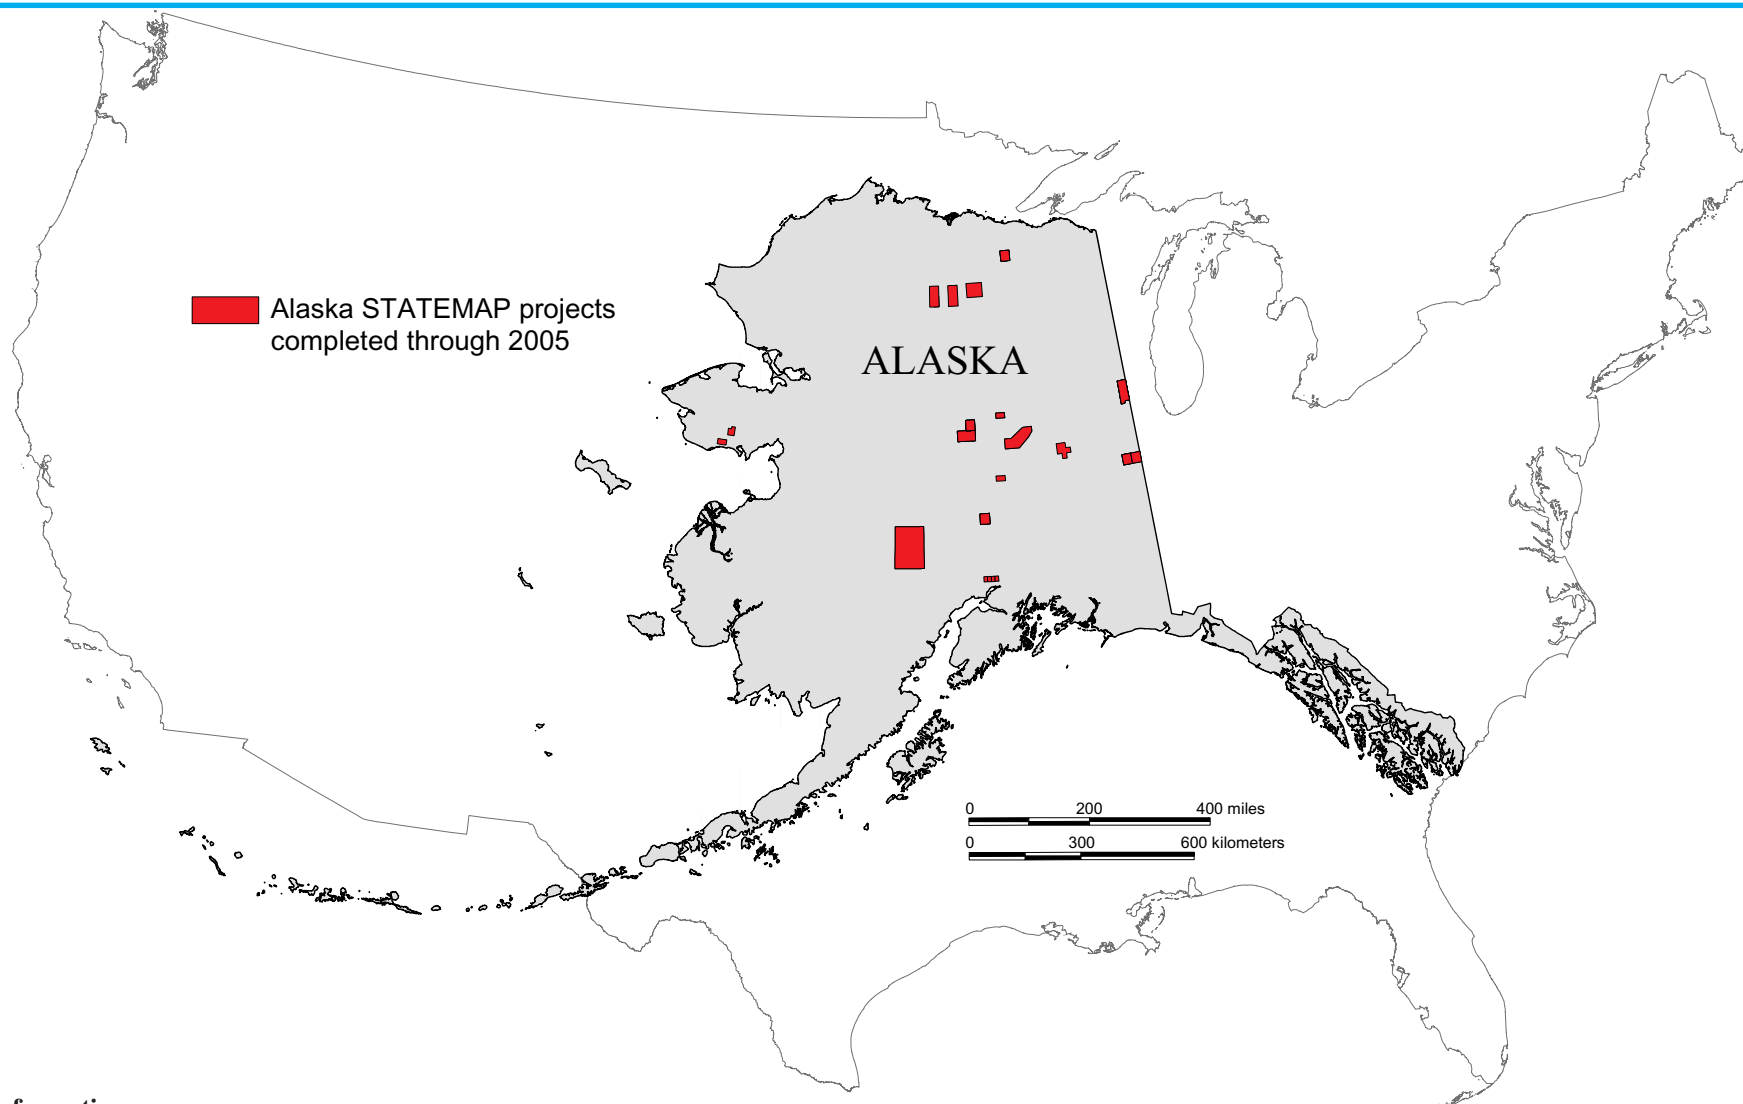 Alaska STATEMAP projects
completed through 2005
ALASKA
0 200 400 miles
0 300 600 kilometers